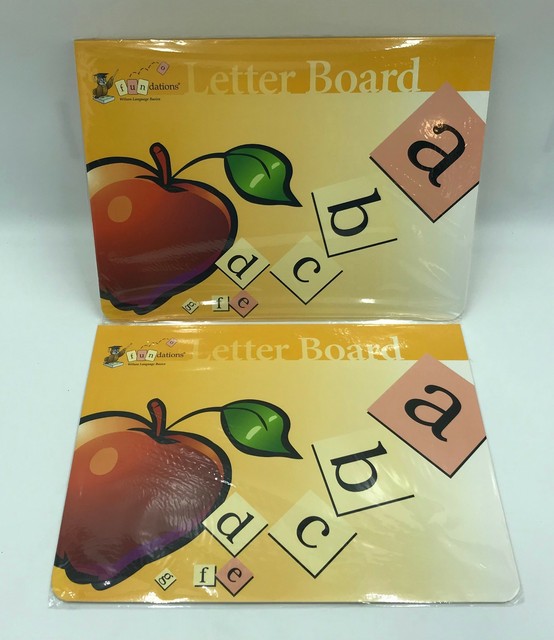 fundations® Letter Board
Wilson Language Basics
a
b
c
d
e
f
g
fundations® Letter Board
Wilson Language Basics
a
b
c
d
e
f
g